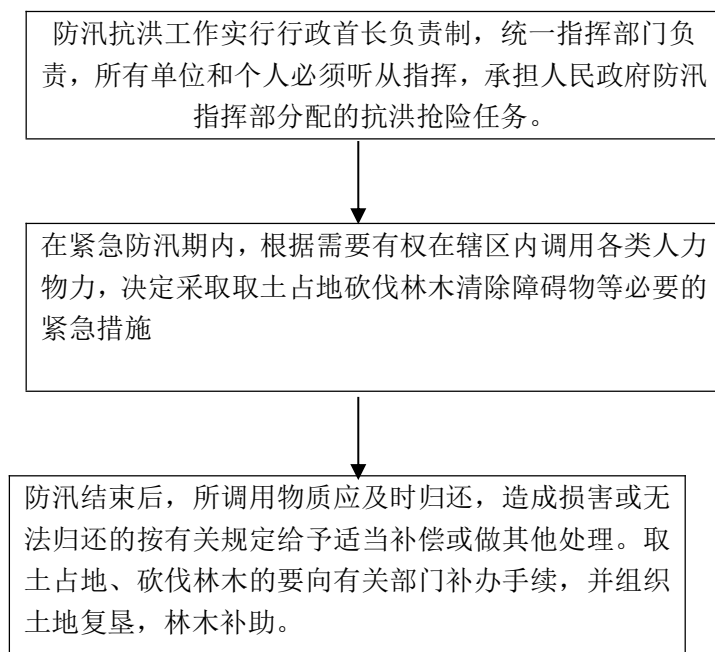 防汛抗洪工作实行行政首长负责制，统一指挥部门负
责，所有单位和个人必须听从指挥，承担人民政府防汛
指挥部分配的抗洪抢险任务。
在紧急防汛期内，根据需要有权在辖区内调用各类人力
物力，决定采取取土占地砍伐林木清除障碍物等必要的
紧急措施
防汛结束后，所调用物质应及时归还，造成损害或无
法归还的按有关规定给予适当补偿或做其他处理。取
土占地、砍伐林木的要向有关部门补办手续，并组织
土地复垦，林木补助。